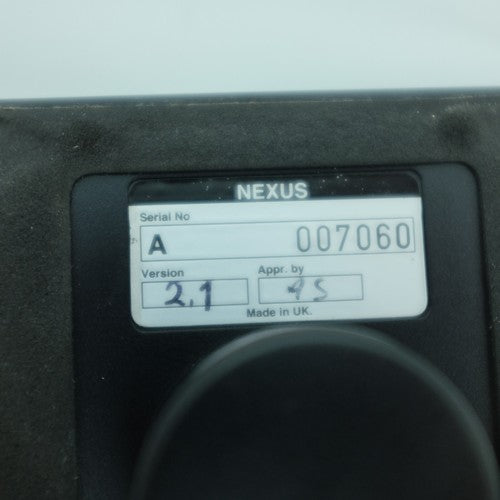 NEXUS
Serial No
A 007060
Version Appr. by
2.1
Made in UK.